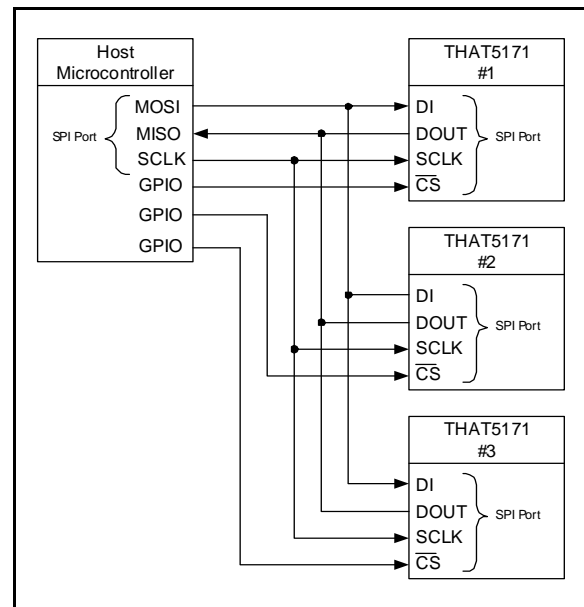 Host
Microcontroller
SPI Port
MOSI
MISO
SCLK
GPIO
GPIO
GPIO
THAT5171
#1
DI
DOUT
SCLK
CS
SPI Port
THAT5171
#2
DI
DOUT
SCLK
CS
SPI Port
THAT5171
#3
DI
DOUT
SCLK
CS
SPI Port